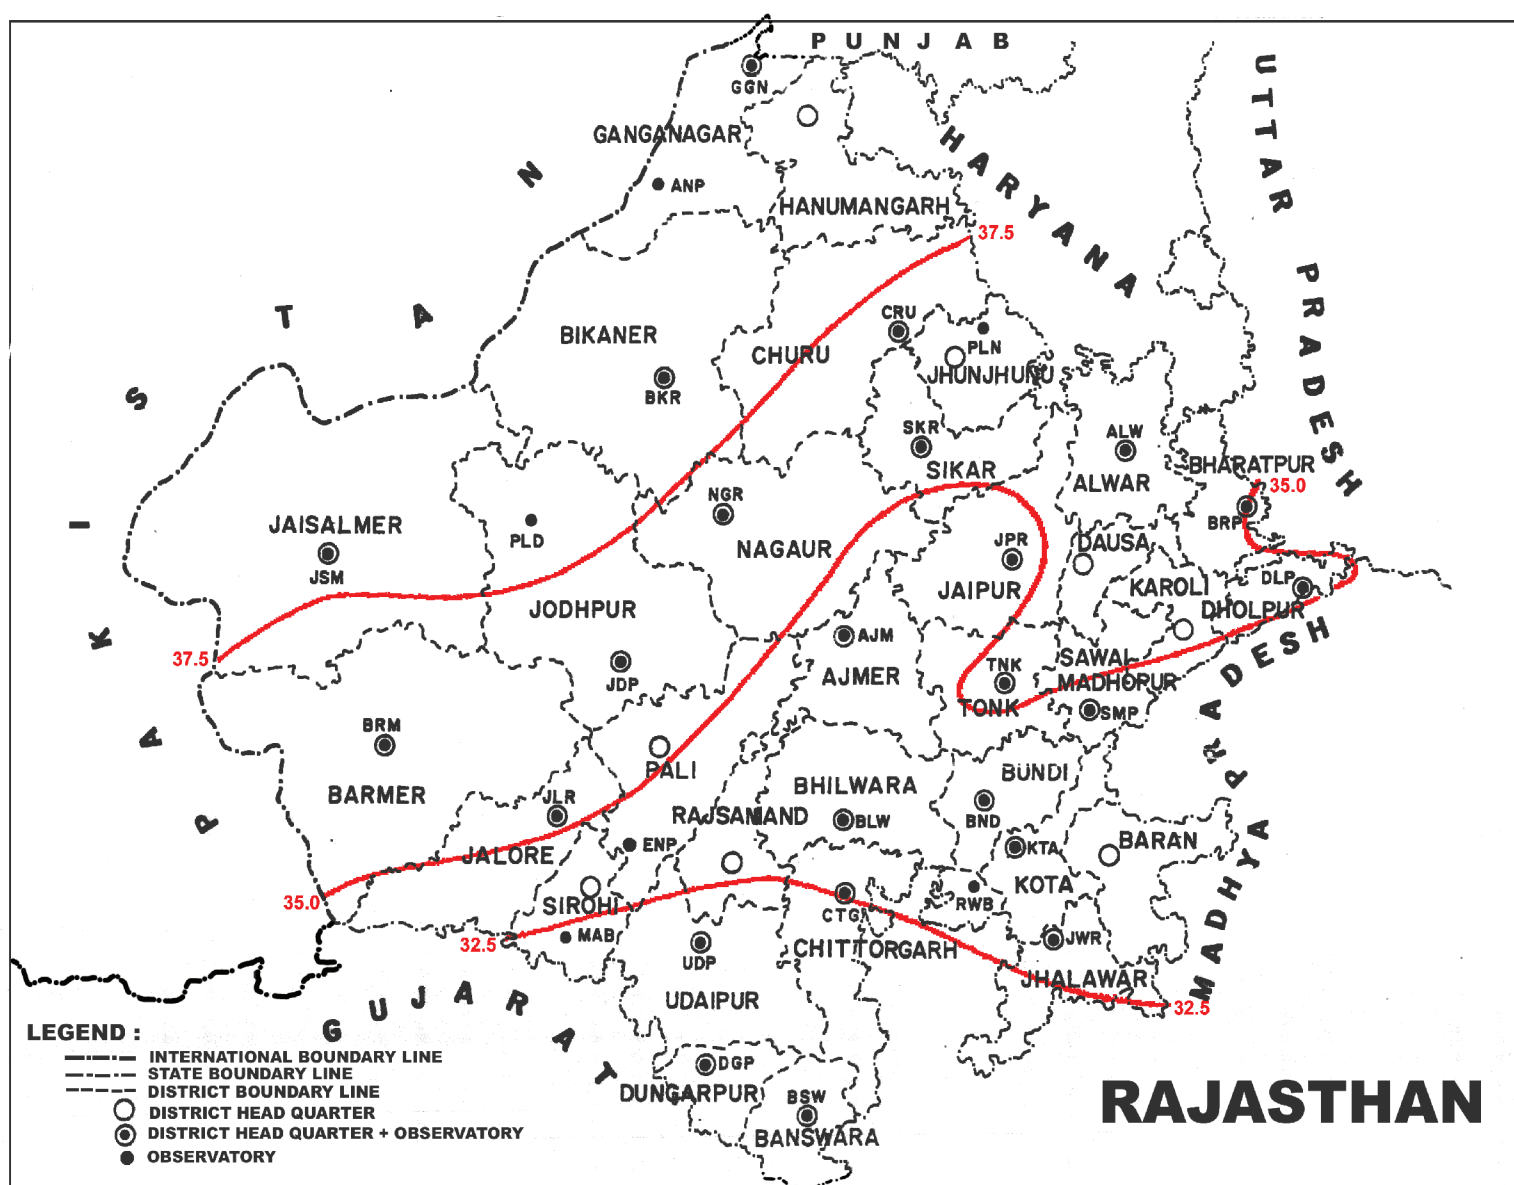 PUNJAB
GGN
UTTAR PRADESH
GANGANAGAR
HARYANA
PAKISTAN
ANP
HANUMANGARH
37.5
CRU
PLN
BIKANER
CHURU
JHUNJHUNU
BKR
SKR
ALW
SIKAR
BHARATPUR
ALWAR
35.0
NGR
BRP
JAISALMER
PLD
NAGAUR
JPR
DAUSA
JSM
JODHPUR
JAIPUR
KAROLI
DLP
DHOLPUR
AJM
37.5
JDP
AJMER
TNK
SAWAI
MADHOPUR
TONK
SMP
BRM
PALI
BUNDI
BARMER
BHILWARA
JLR
RAJSAMAND
BLW
BND
ENP
KTA
BARAN
JALORE
KOTA
35.0
SIROHI
CTG
RWB
32.5
MAB
UDP
CHITTORGARH
JWR
JHALAWAR
MADHYA PRADESH
UDAIPUR
32.5
GUJARAT
DGP
DUNGARPUR
BSW
BANSWARA
LEGEND :
INTERNATIONAL BOUNDARY LINE
STATE BOUNDARY LINE
DISTRICT BOUNDARY LINE
DISTRICT HEAD QUARTER
DISTRICT HEAD QUARTER + OBSERVATORY
OBSERVATORY
RAJASTHAN